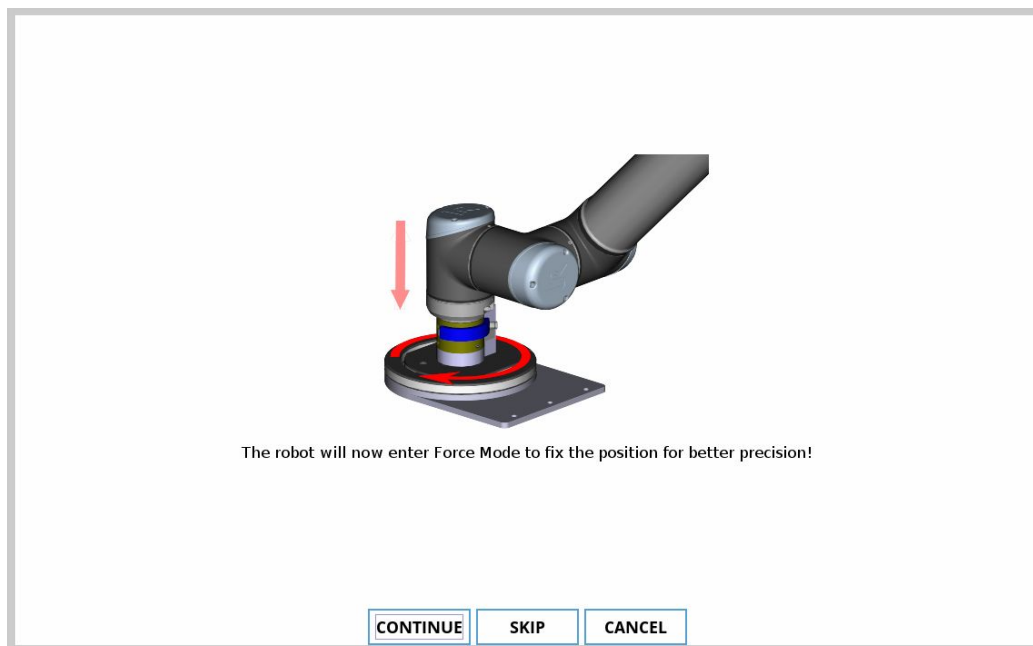 The robot will now enter Force Mode to fix the position for better precision!
CONTINUE
SKIP
CANCEL